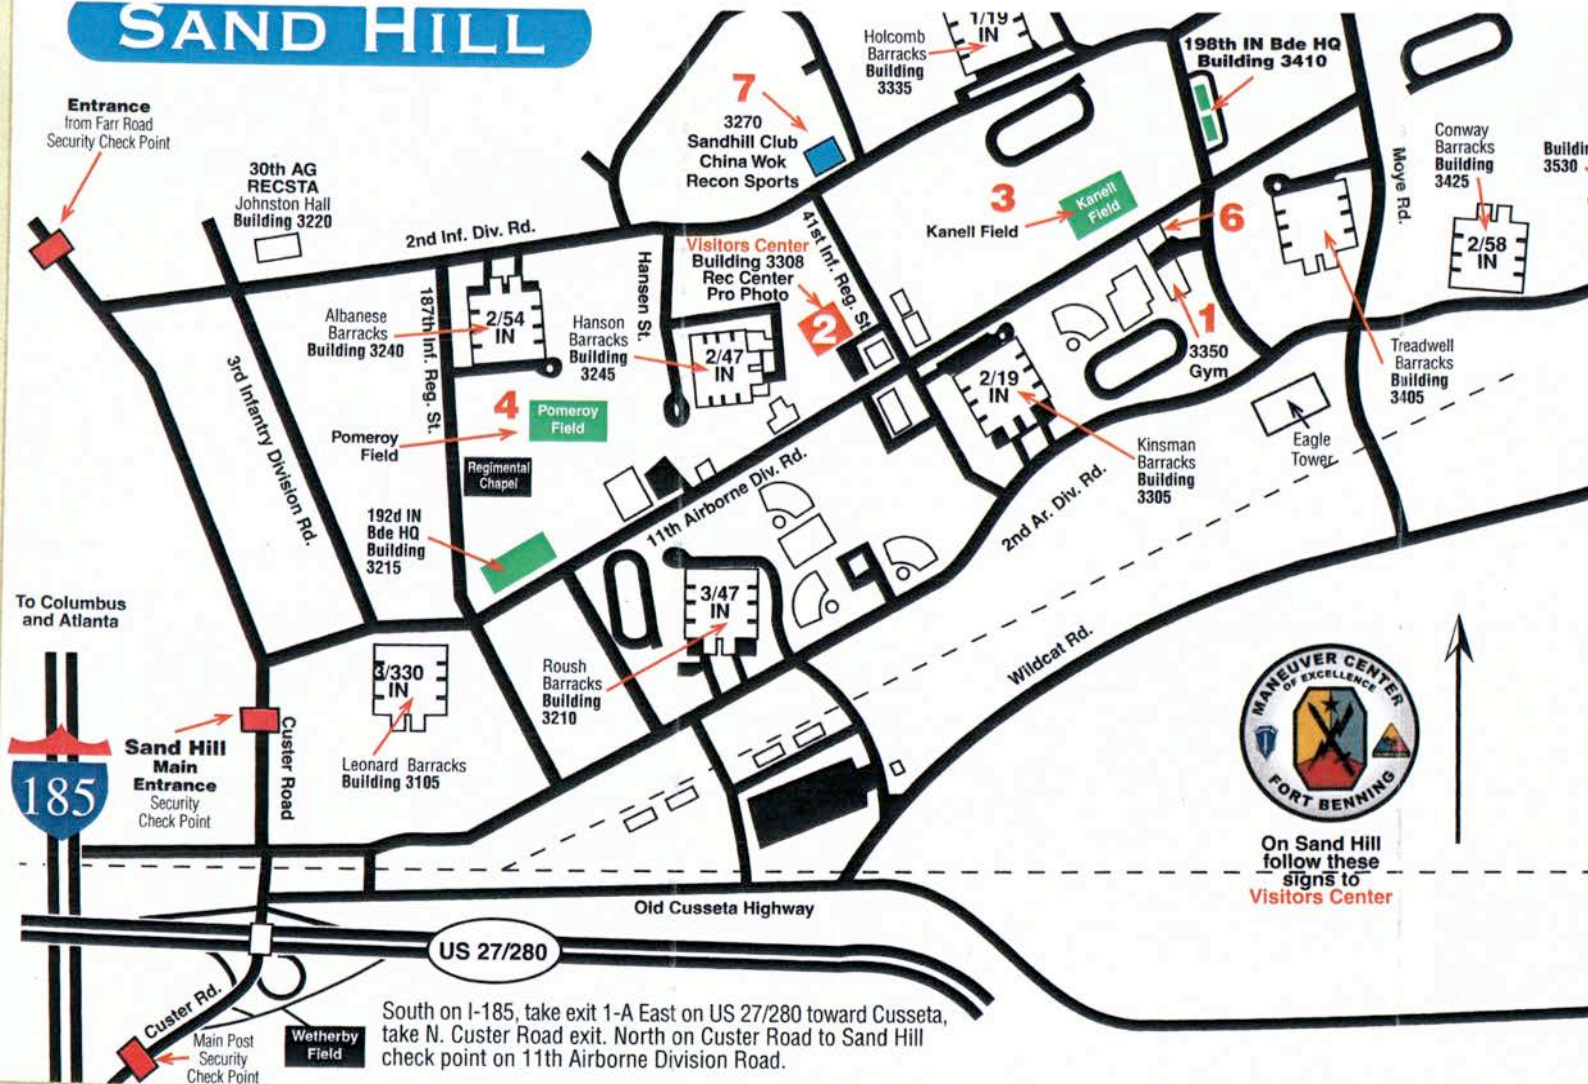 SAND HILL
Entrance
from Farr Road
Security Check Point
30th AG
RECSTA
Johnston Hall
Building 3220
2nd Inf. Div. Rd.
7
3270
Sandhill Club
China Wok
Recon Sports
Holcomb
Barracks
Building
3335
1/19
IN
198th IN Bde HQ
Building 3410
Moye Rd.
Conway
Barracks
Building
3425
2/58
IN
3530
3
Kanell Field
Kanell
Field
6
41st Inf. Reg. St.
Visitors Center
Building 3308
Rec Center
Pro Photo
2
Hansen St.
187th Inf. Reg. St.
Albanese
Barracks
Building 3240
2/54
IN
Hanson
Barracks
Building
3245
2/47
IN
2/19
IN
1
3350
Gym
Treadwell
Barracks
Building
3405
Eagle
Tower
Kinsman
Barracks
Building
3305
3rd Infantry Division Rd.
4
Pomeroy
Field
Pomeroy
Field
Regimental
Chapel
192d IN
Bde HQ
Building
3215
11th Airborne Div. Rd.
2nd Ar. Div. Rd.
To Columbus
and Atlanta
3/47
IN
Roush
Barracks
Building
3210
Wildcat Rd.
3/330
IN
Leonard Barracks
Building 3105
Sand Hill
Main
Entrance
Security
Check Point
Custer Road
185
MANEUVER CENTER
OF EXCELLENCE
FORT BENNING
On Sand Hill
follow these
signs to
Visitors Center
Old Cusseta Highway
US 27/280
Custer Rd.
Main Post
Security
Check Point
Wetherby
Field
South on I-185, take exit 1-A East on US 27/280 toward Cusseta,
take N. Custer Road exit. North on Custer Road to Sand Hill
check point on 11th Airborne Division Road.